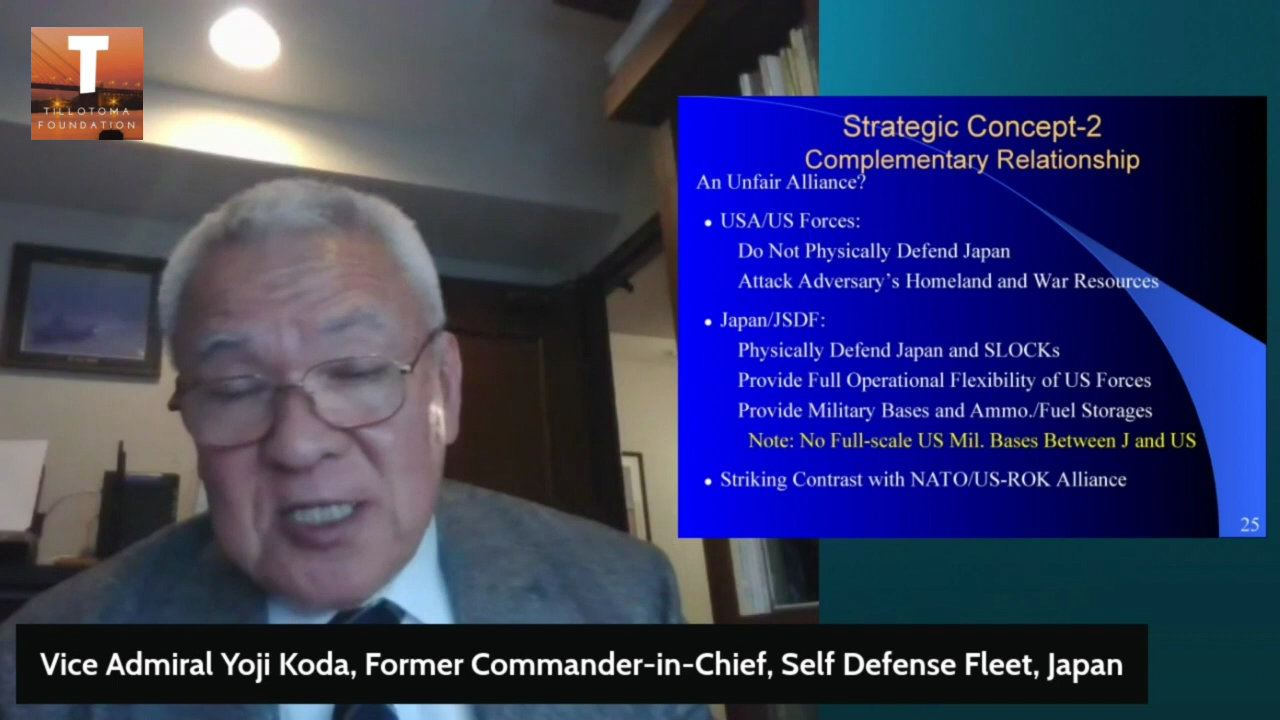 T
TILLOTOMA
FOUNDATION
Strategic Concept-2
Complementary Relationship
An Unfair Alliance?
• USA/US Forces:
Do Not Physically Defend Japan
Attack Adversary's Homeland and War Resources
• Japan/JSDF:
Physically Defend Japan and SLOCKs
Provide Full Operational Flexibility of US Forces
Provide Military Bases and Ammo./Fuel Storages
Note: No Full-scale US Mil. Bases Between J and US
• Striking Contrast with NATO/US-ROK Alliance
25
Vice Admiral Yoji Koda, Former Commander-in-Chief, Self Defense Fleet, Japan